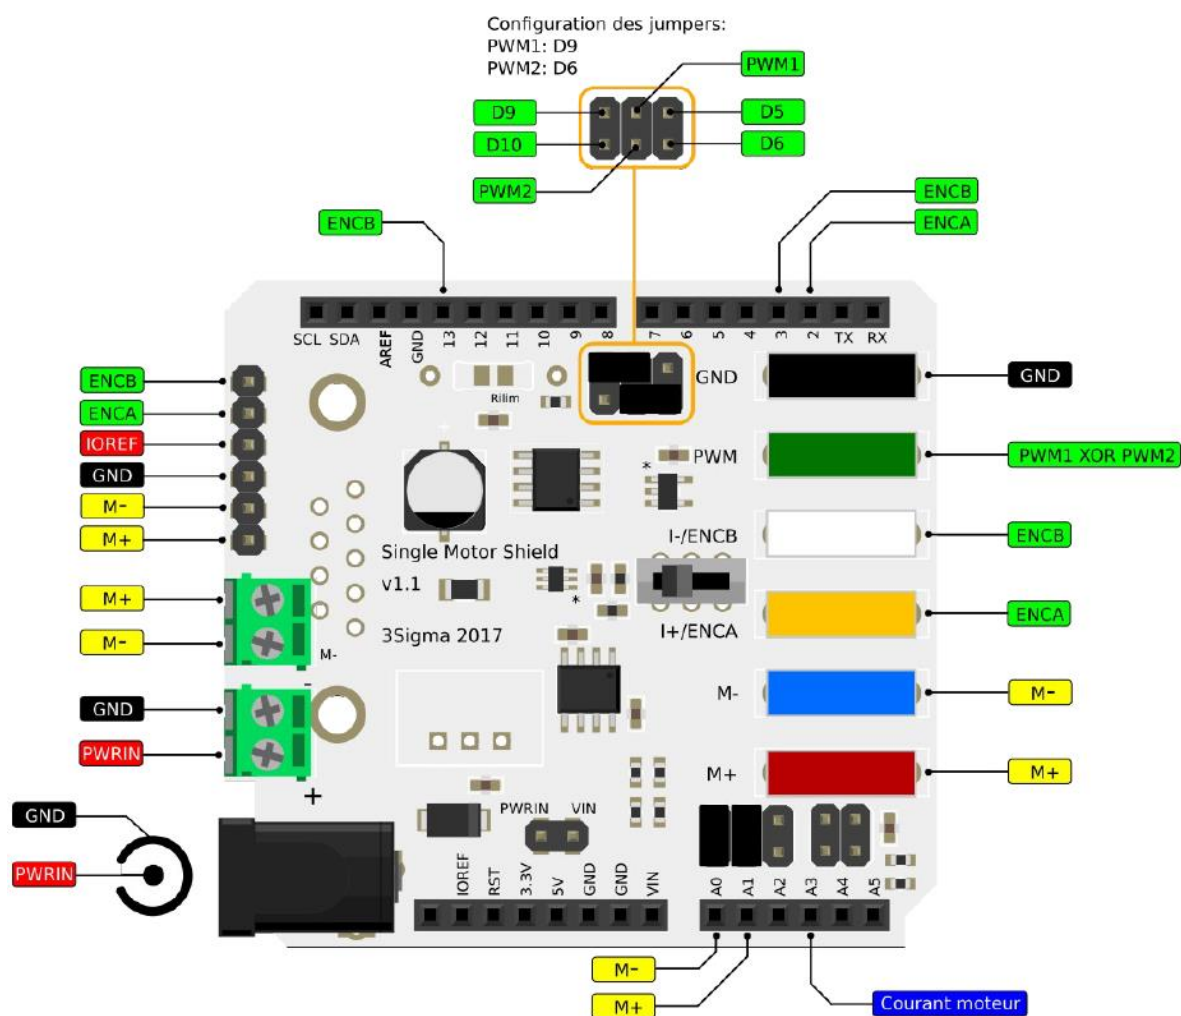 Configuration des jumpers:
PWM1: D9
PWM2: D6
PWM1
D9
D5
D10
D6
PWM2
ENCB
ENCB
ENCA
SCL
SDA
AREF
GND
13
12
11
10
9
8
7
6
5
4
3
2
TX
RX
Rilim
GND
GND
ENCB
ENCA
IOREF
GND
M-
M+
PWM
PWM1 XOR PWM2
*
I-/ENCB
ENCB
Single Motor Shield
v1.1
3Sigma 2017
*
I+/ENCA
ENCA
M+
M-
M-
-
M-
M-
GND
PWRIN
+
M+
M+
GND
PWRIN
PWRIN
VIN
IOREF
RST
3.3V
5V
GND
GND
VIN
A0
A1
A2
A3
A4
A5
M-
M+
Courant moteur